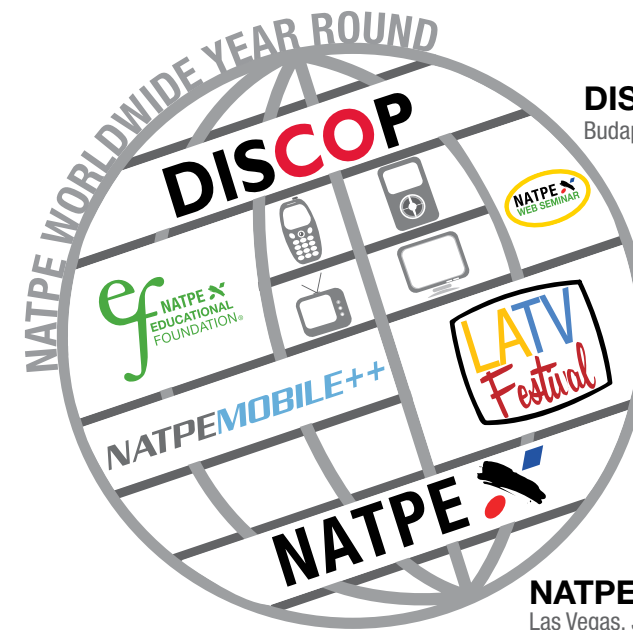 NATPE WORLDWIDE YEAR ROUND
DISCOP
DIS
Budap
NATPE
WEB SEMINAR
ef NATPE
EDUCATIONAL
FOUNDATION®
LATV
Festival
NATPEMOBILE++
NATPE
NATPE
Las Vegas,